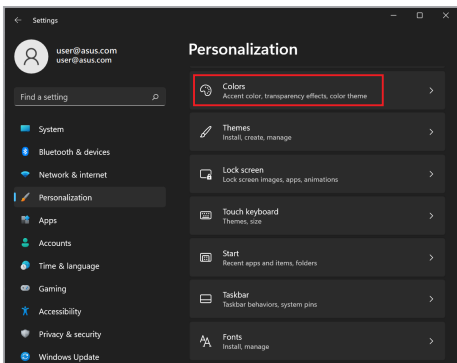 Settings
user@asus.com
user@asus.com
Find a setting
System
Bluetooth & devices
Network & internet
Personalization
Apps
Accounts
Time & language
Gaming
Accessibility
Privacy & security
Windows Update
Personalization
Colors
Accent color, transparency effects, color theme
Themes
Install, create, manage
Lock screen
Lock screen images, apps, animations
Touch keyboard
Themes, size
Start
Recent apps and items, folders
Taskbar
Taskbar behaviors, system pins
Fonts
Install, manage